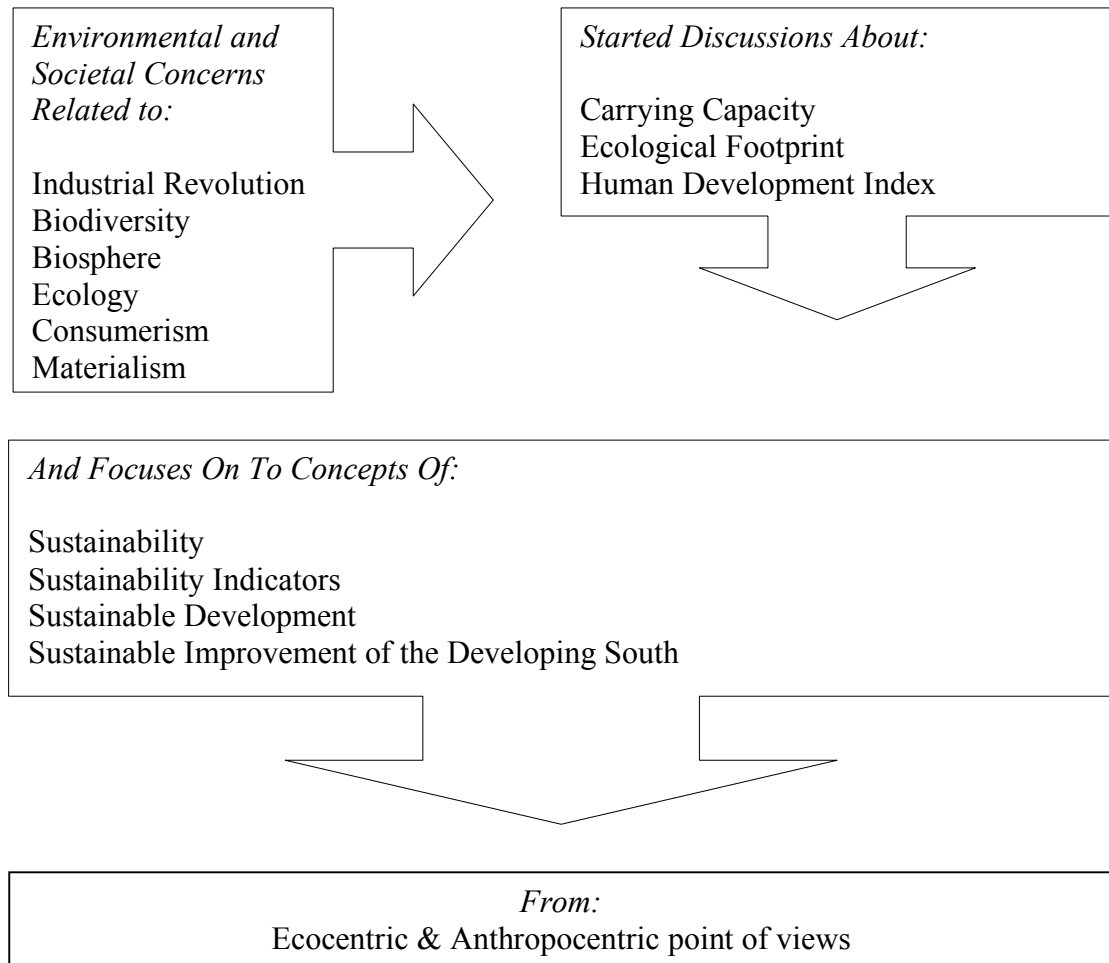 Environmental and
Societal Concerns
Related to:
Industrial Revolution
Biodiversity
Biosphere
Ecology
Consumerism
Materialism
Started Discussions About:
Carrying Capacity
Ecological Footprint
Human Development Index
And Focuses On To Concepts Of:
Sustainability
Sustainability Indicators
Sustainable Development
Sustainable Improvement of the Developing South
From:
Ecocentric & Anthropocentric point of views